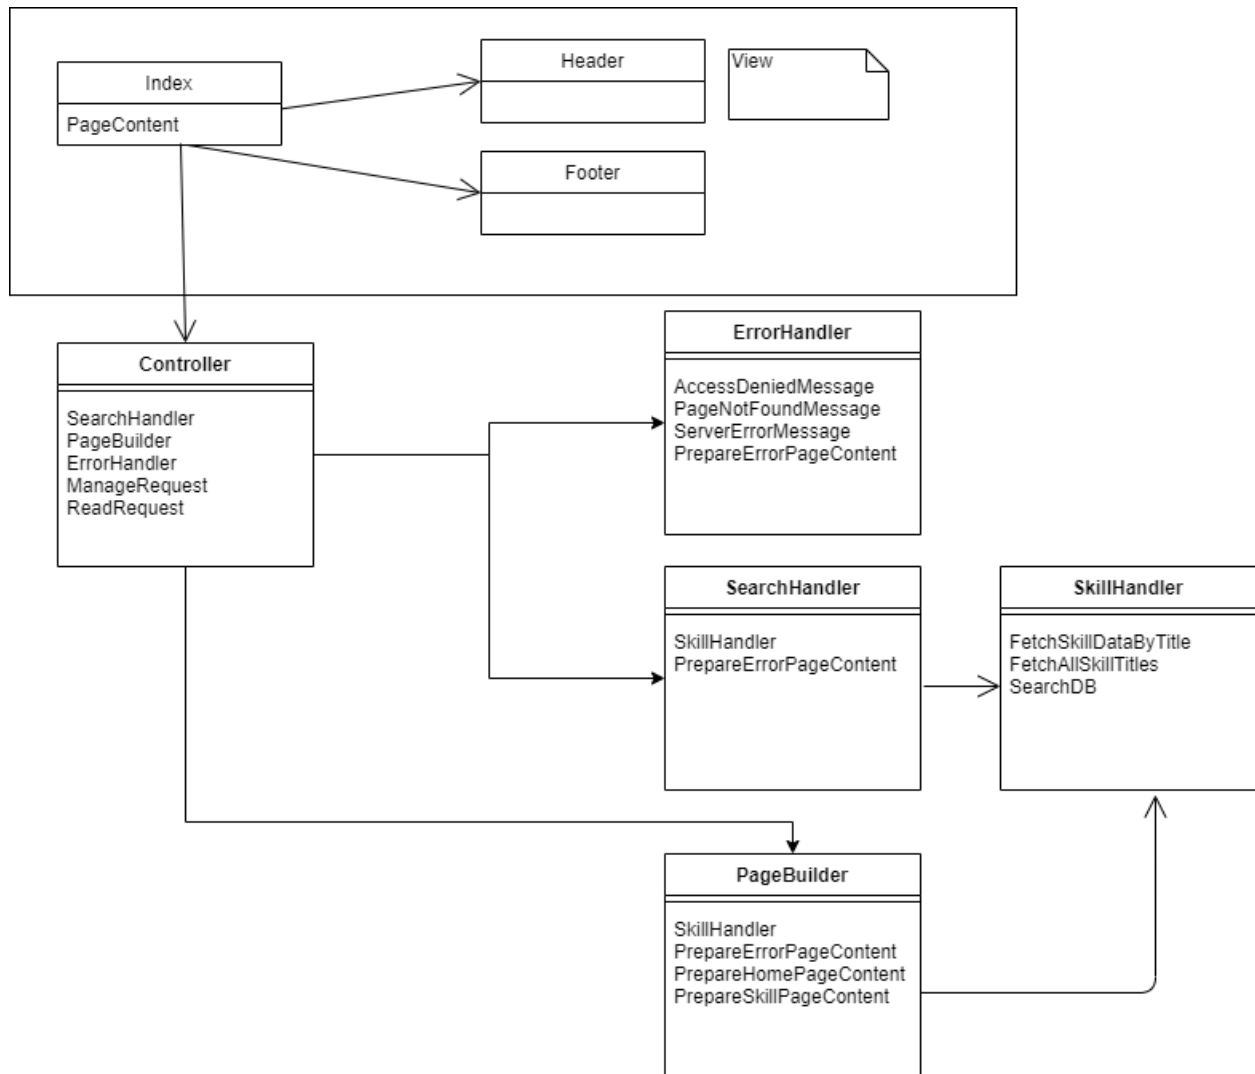 Index
PageContent
Header
View
Footer
Controller
SearchHandler
PageBuilder
ErrorHandler
ManageRequest
ReadRequest
ErrorHandler
AccessDeniedMessage
PageNotFoundMessage
ServerErrorMessage
PrepareErrorPageContent
SearchHandler
SkillHandler
PrepareErrorPageContent
SkillHandler
FetchSkillDataByTitle
FetchAllSkillTitles
SearchDB
PageBuilder
SkillHandler
PrepareErrorPageContent
PrepareHomePageContent
PrepareSkillPageContent